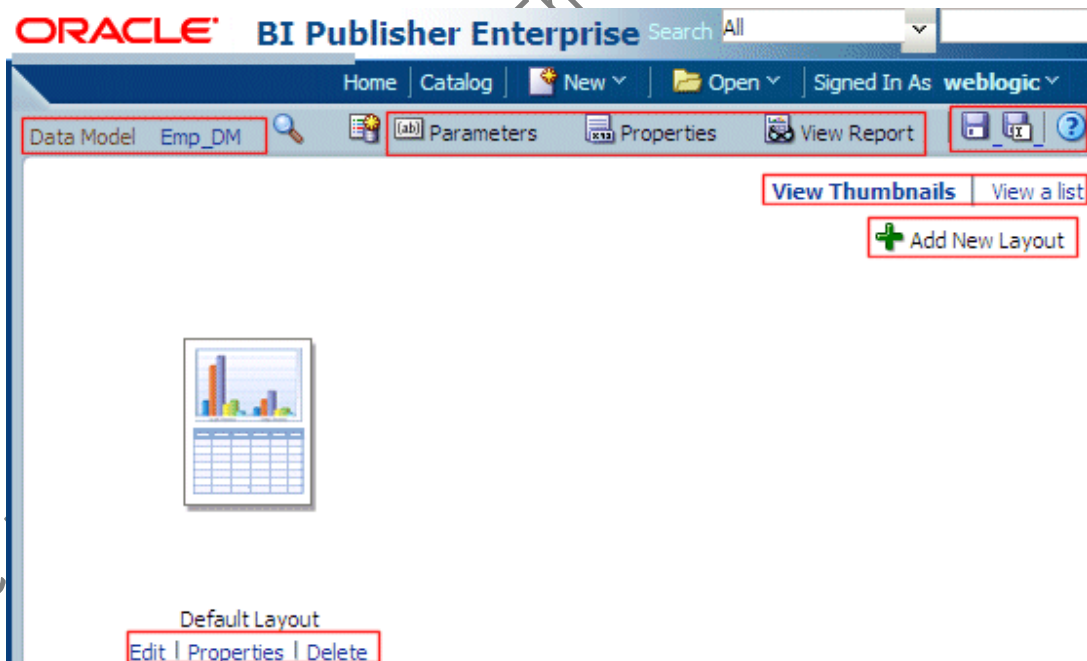 ORACLE BI Publisher Enterprise Search All
Home Catalog New Open Signed In As weblogic
Data Model Emp_DM Parameters Properties View Report
View Thumbnails View a list
Add New Layout
Default Layout
Edit | Properties | Delete